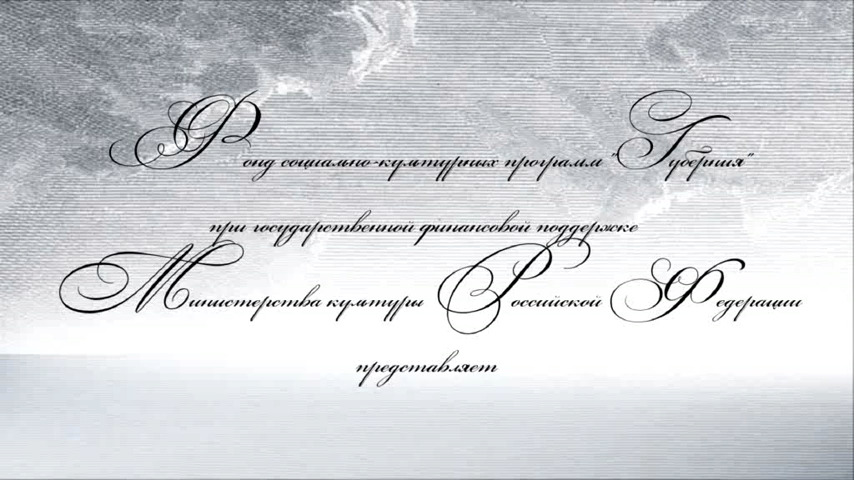 Фонд социально-культурных программ "Губерния"
при государственной финансовой поддержке
Министерства культуры Российской Федерации
представляет